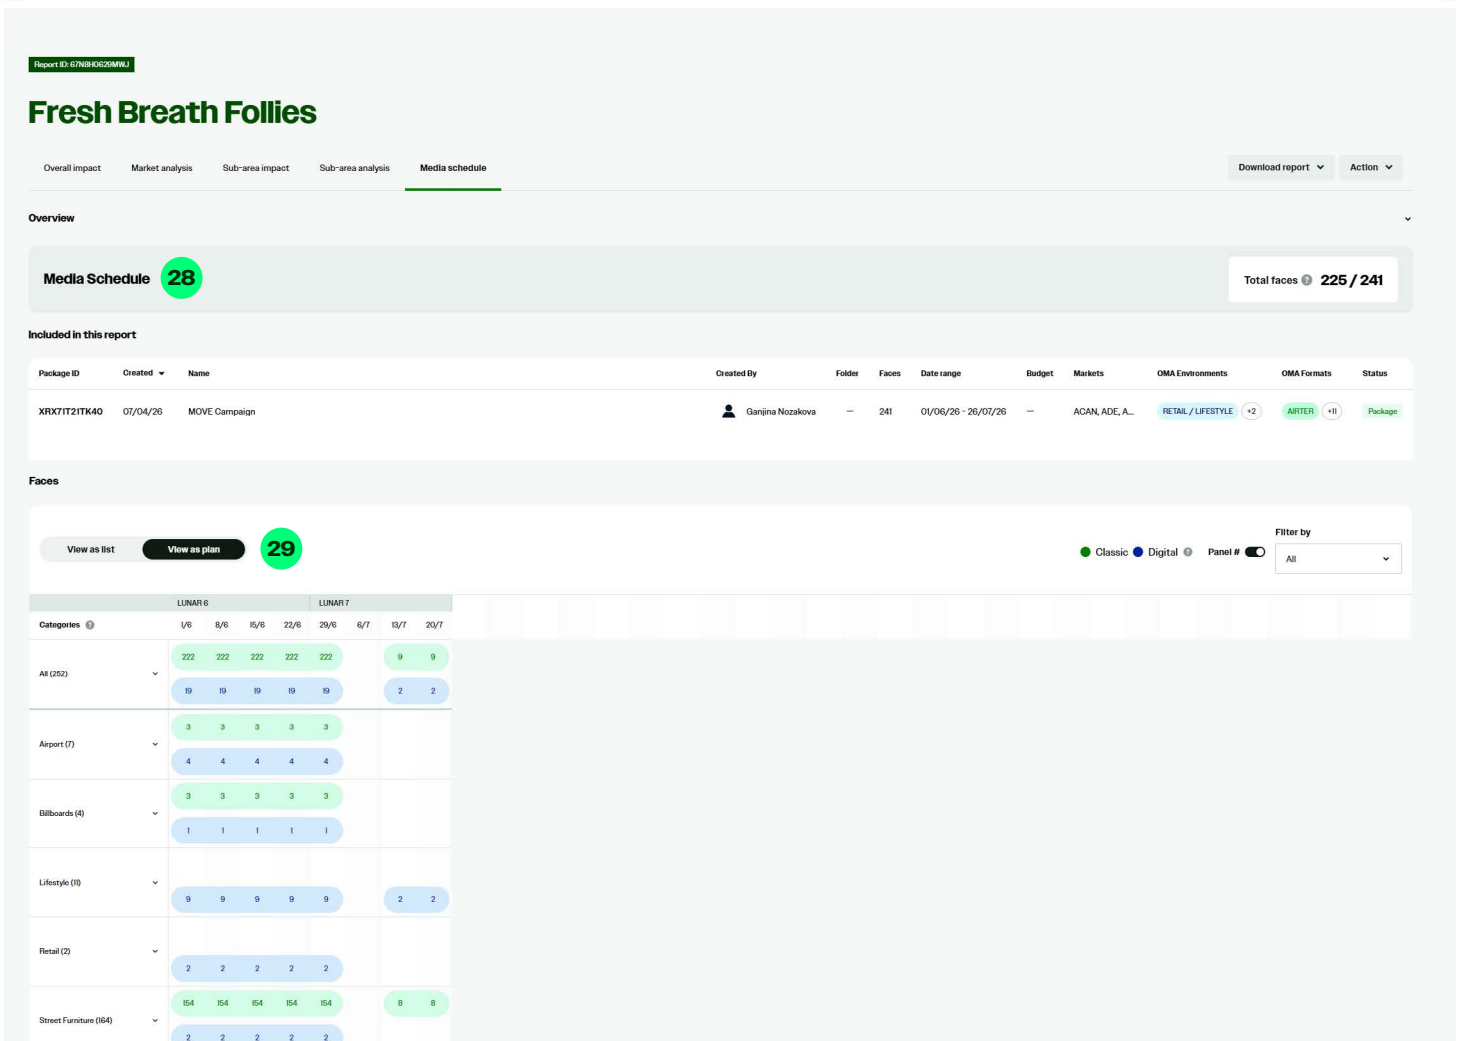 Report ID: 67N8H0629MWJ
Fresh Breath Follies
Overall impact Market analysis Sub-area impact Sub-area analysis Media schedule Download report Action
Overview
Media Schedule 28 Total faces ? 225 / 241
Included in this report
Package ID Created Name Created By Folder Faces Date range Budget Markets OMA Environments OMA Formats Status
XRX71T21TK40 07/04/26 MOVE Campaign Ganjina Nozakova — 241 01/06/26 - 26/07/26 — ACAN, ADE, A... RETAIL / LIFESTYLE +2 AIRTER +11 Package
Faces
Filter by
View as list View as plan 29 Classic Digital ? Panel # All
LUNAR 6 LUNAR 7
Categories ? 1/6 8/6 15/6 22/6 29/6 6/7 13/7 20/7
222 222 222 222 222 9 9
All (252)
19 19 19 19 19 2 2
3 3 3 3 3
Airport (7)
4 4 4 4 4
3 3 3 3 3
Billboards (4)
1 1 1 1 1
Lifestyle (11)
9 9 9 9 9 2 2
Retail (2)
2 2 2 2 2
154 154 154 154 154 8 8
Street Furniture (164)
2 2 2 2 2